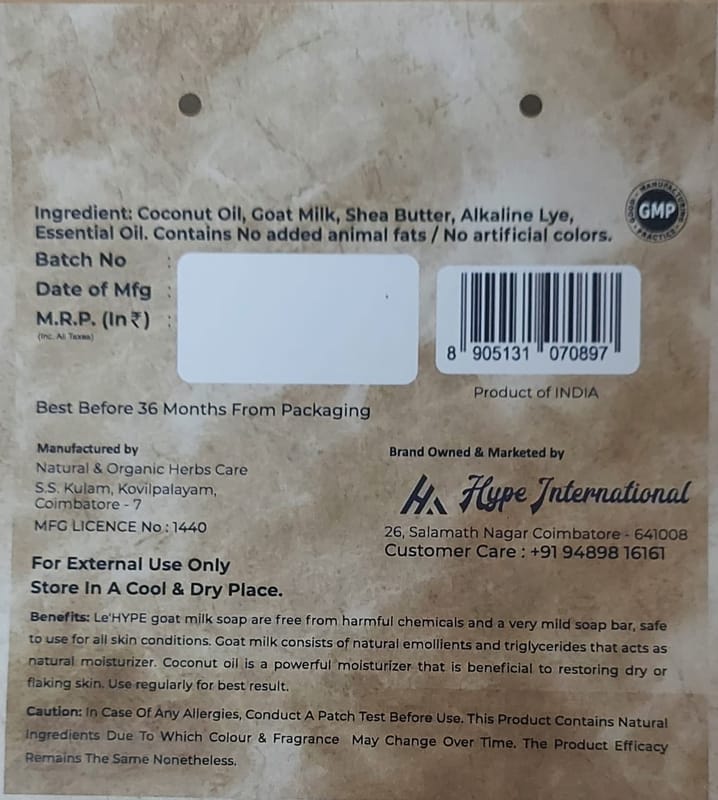 Ingredient: Coconut Oil, Goat Milk, Shea Butter, Alkaline Lye,
Essential Oil. Contains No added animal fats / No artificial colors.
GOOD MANUFACTURING PRACTICES
GMP
Batch No :
Date of Mfg :
M.R.P. (In ₹) :
(Inc. All Taxes)
8 905131 070897
Product of INDIA
Best Before 36 Months From Packaging
Manufactured by
Natural & Organic Herbs Care
S.S. Kulam, Kovilpalayam,
Coimbatore - 7
MFG LICENCE No : 1440
Brand Owned & Marketed by
Hype International
26, Salamath Nagar Coimbatore - 641008
Customer Care : +91 94898 16161
For External Use Only
Store In A Cool & Dry Place.
Benefits: Le'HYPE goat milk soap are free from harmful chemicals and a very mild soap bar, safe
to use for all skin conditions. Goat milk consists of natural emollients and triglycerides that acts as
natural moisturizer. Coconut oil is a powerful moisturizer that is beneficial to restoring dry or
flaking skin. Use regularly for best result.
Caution: In Case Of Any Allergies, Conduct A Patch Test Before Use. This Product Contains Natural
Ingredients Due To Which Colour & Fragrance May Change Over Time. The Product Efficacy
Remains The Same Nonetheless.